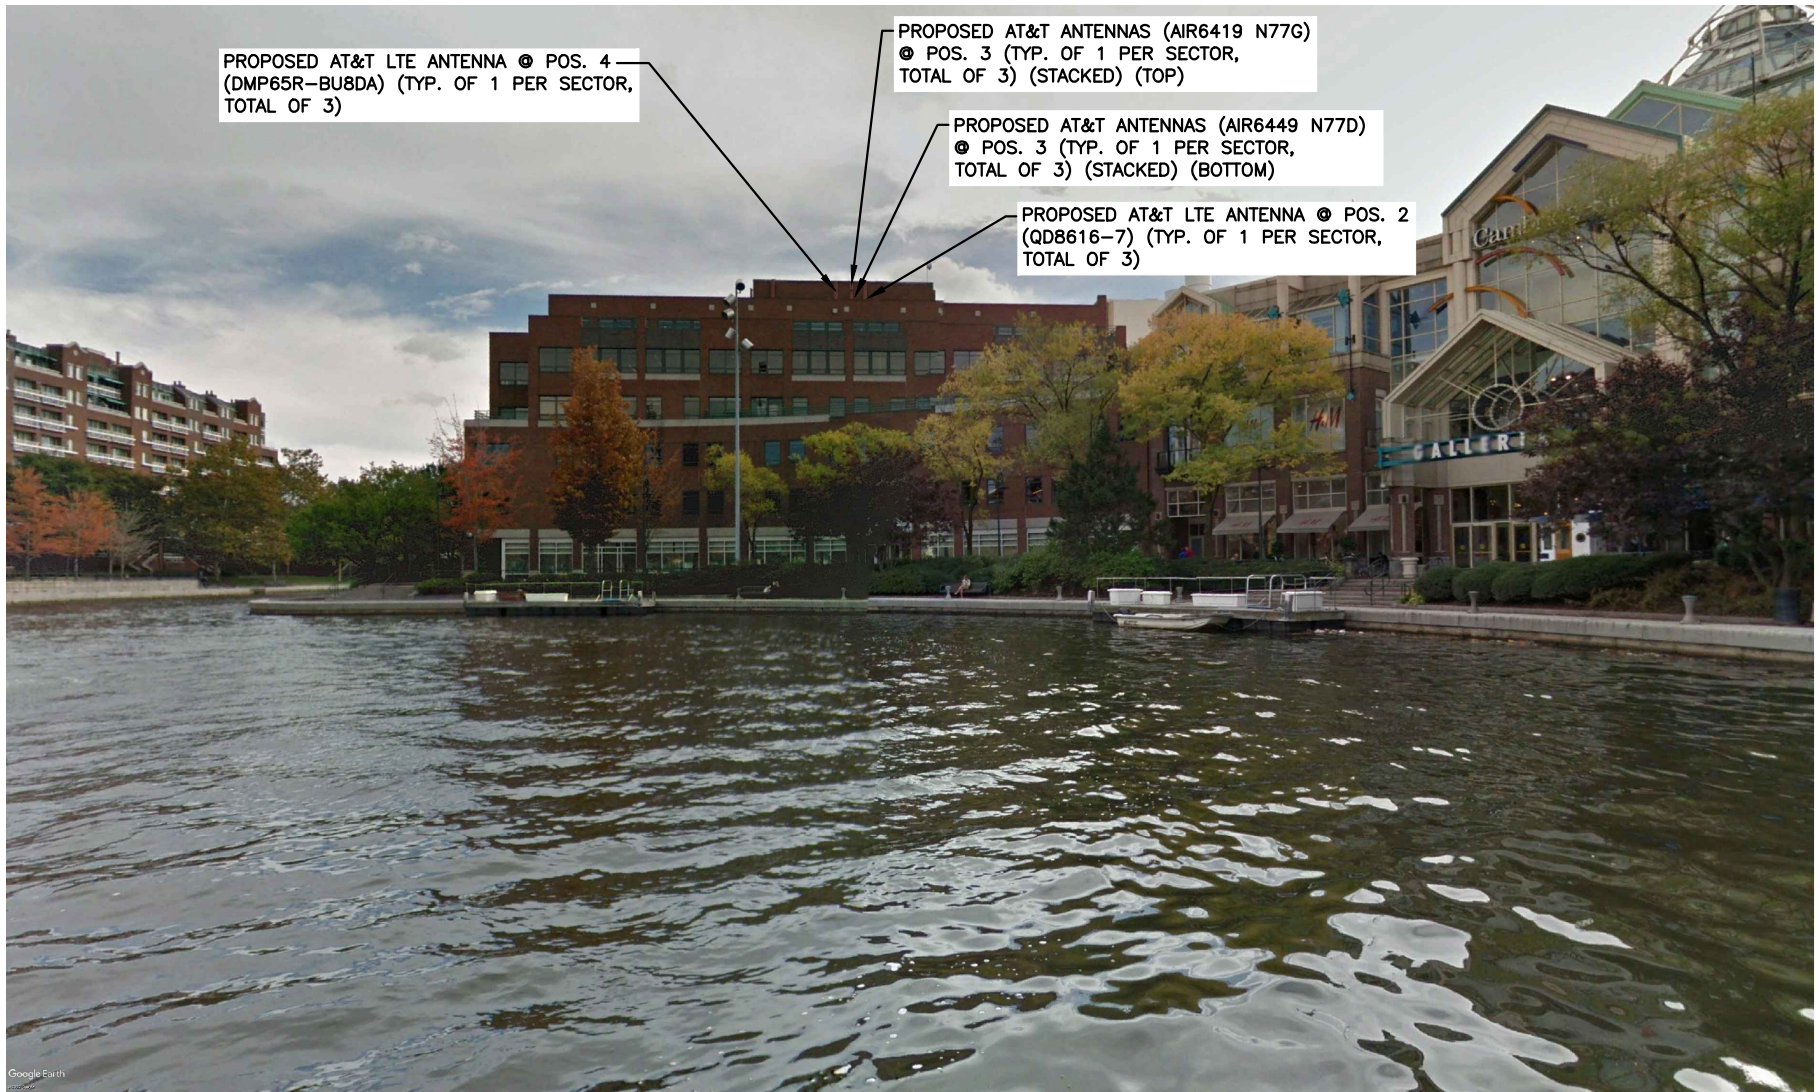 PROPOSED AT&T LTE ANTENNA @ POS. 4
(DMP65R-BU8DA) (TYP. OF 1 PER SECTOR,
TOTAL OF 3)
PROPOSED AT&T ANTENNAS (AIR6419 N77G)
@ POS. 3 (TYP. OF 1 PER SECTOR,
TOTAL OF 3) (STACKED) (TOP)
PROPOSED AT&T ANTENNAS (AIR6449 N77D)
@ POS. 3 (TYP. OF 1 PER SECTOR,
TOTAL OF 3) (STACKED) (BOTTOM)
PROPOSED AT&T LTE ANTENNA @ POS. 2
(QD8616-7) (TYP. OF 1 PER SECTOR,
TOTAL OF 3)
H&M
Google Earth